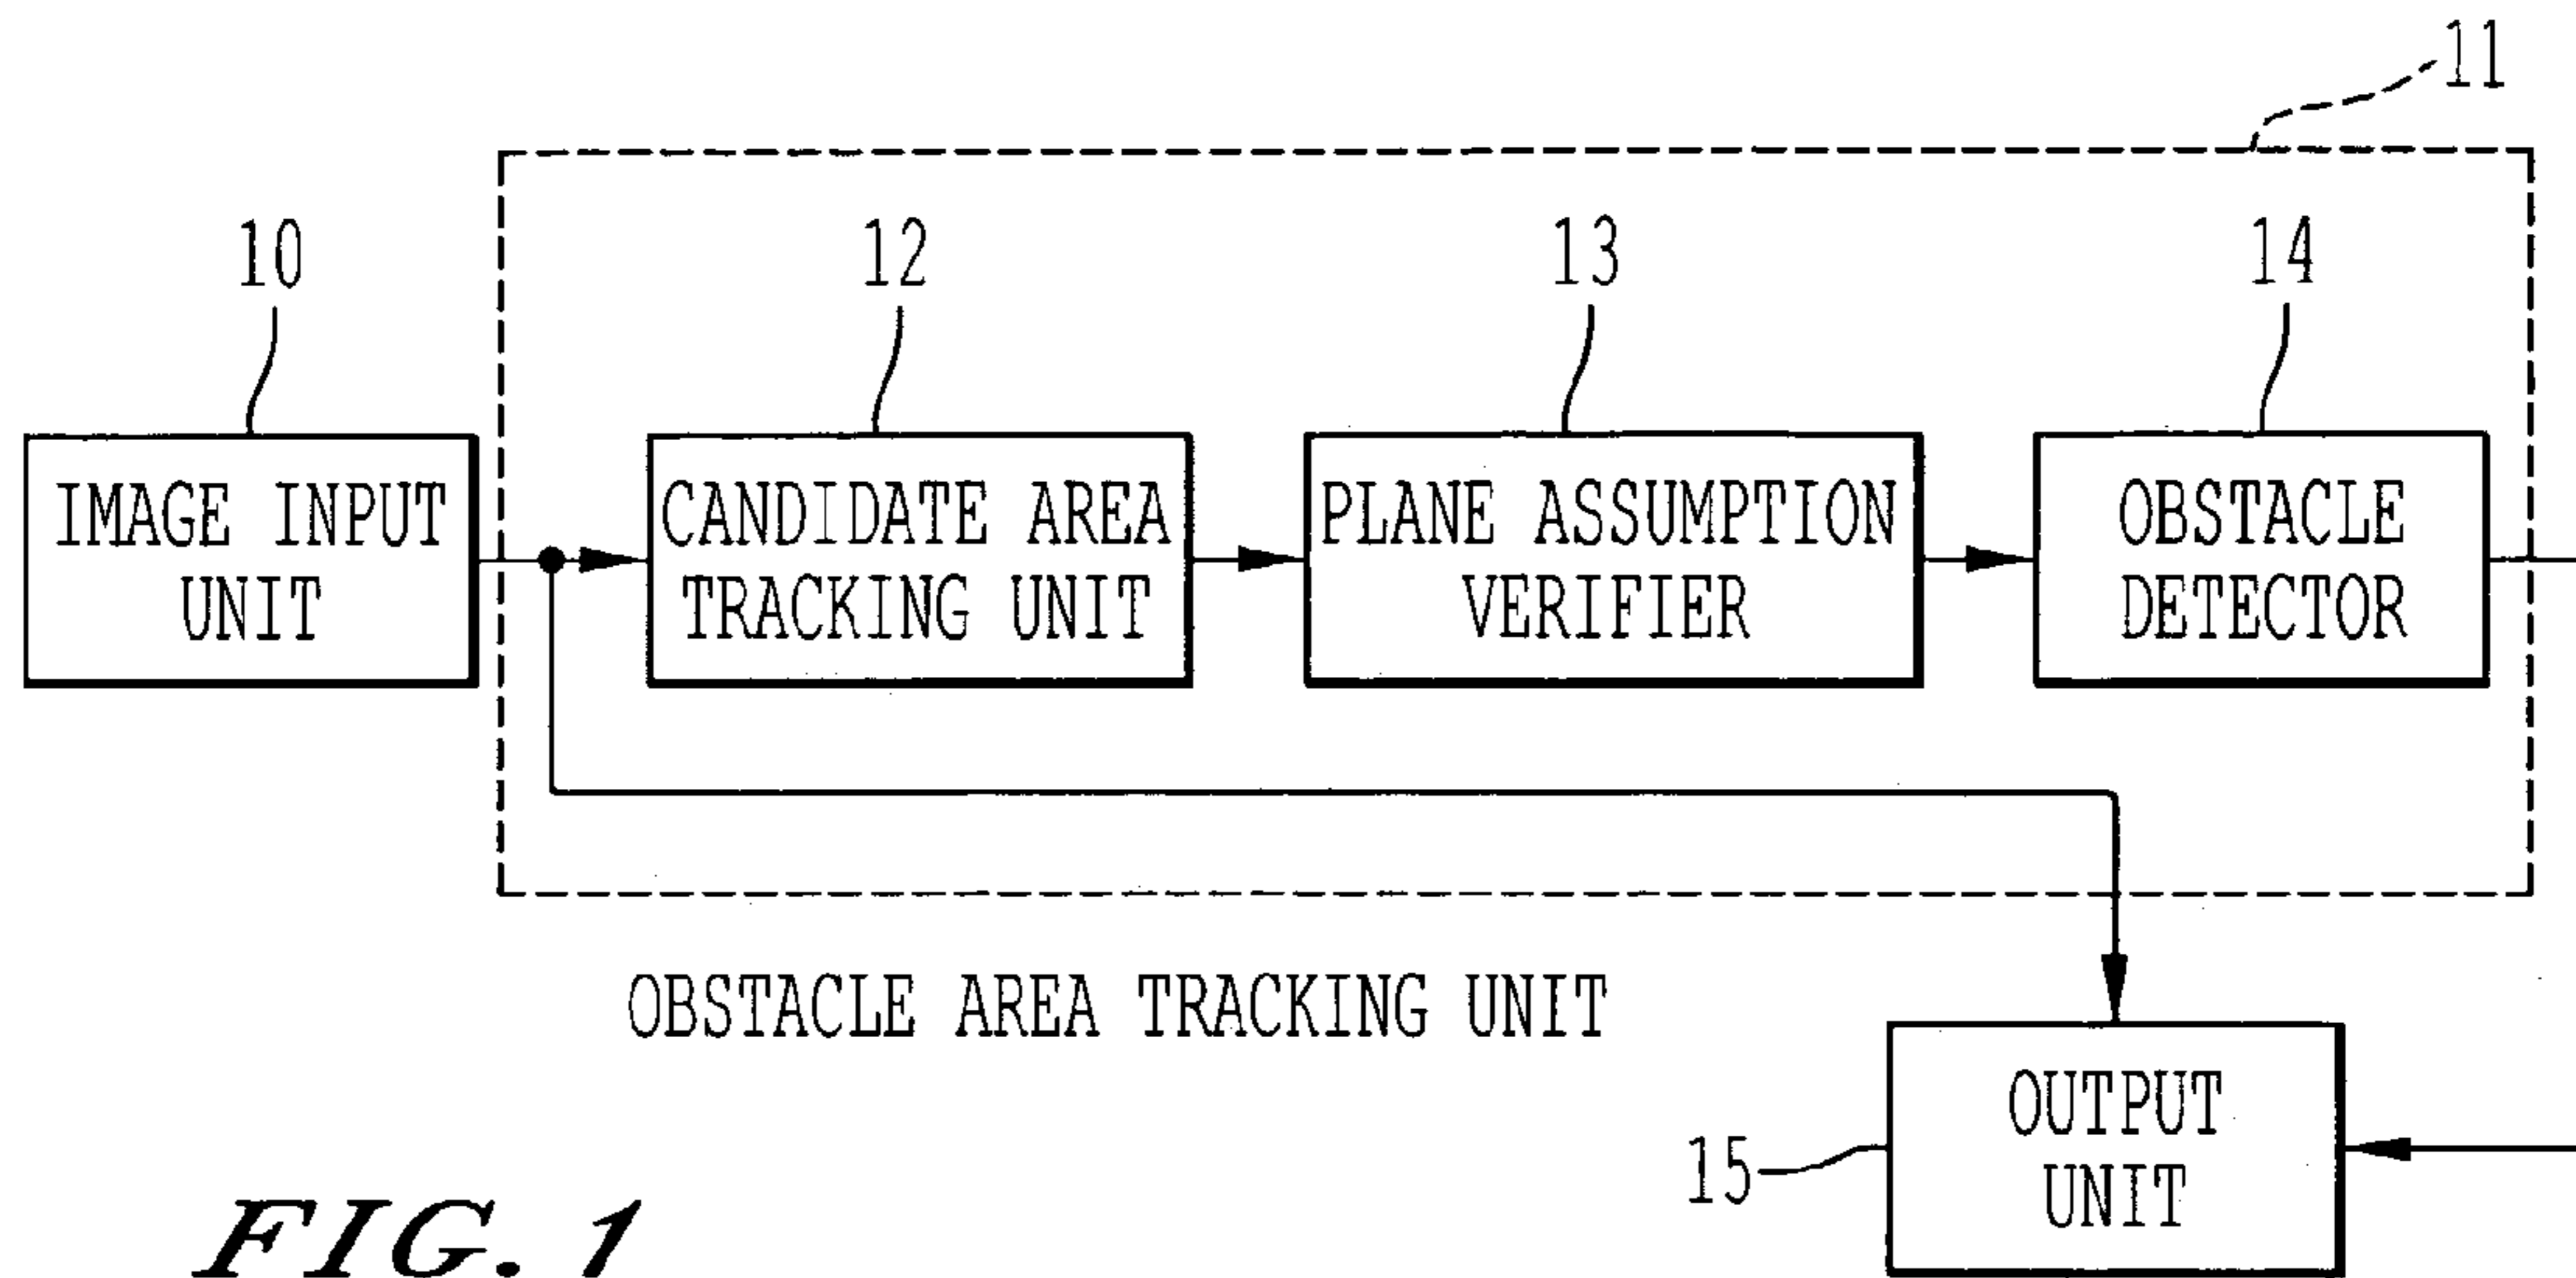 11
10
12
13
14
IMAGE INPUT
UNIT
CANDIDATE AREA
TRACKING UNIT
PLANE ASSUMPTION
VERIFIER
OBSTACLE
DETECTOR
OBSTACLE AREA TRACKING UNIT
OUTPUT
UNIT
15
FIG. 1